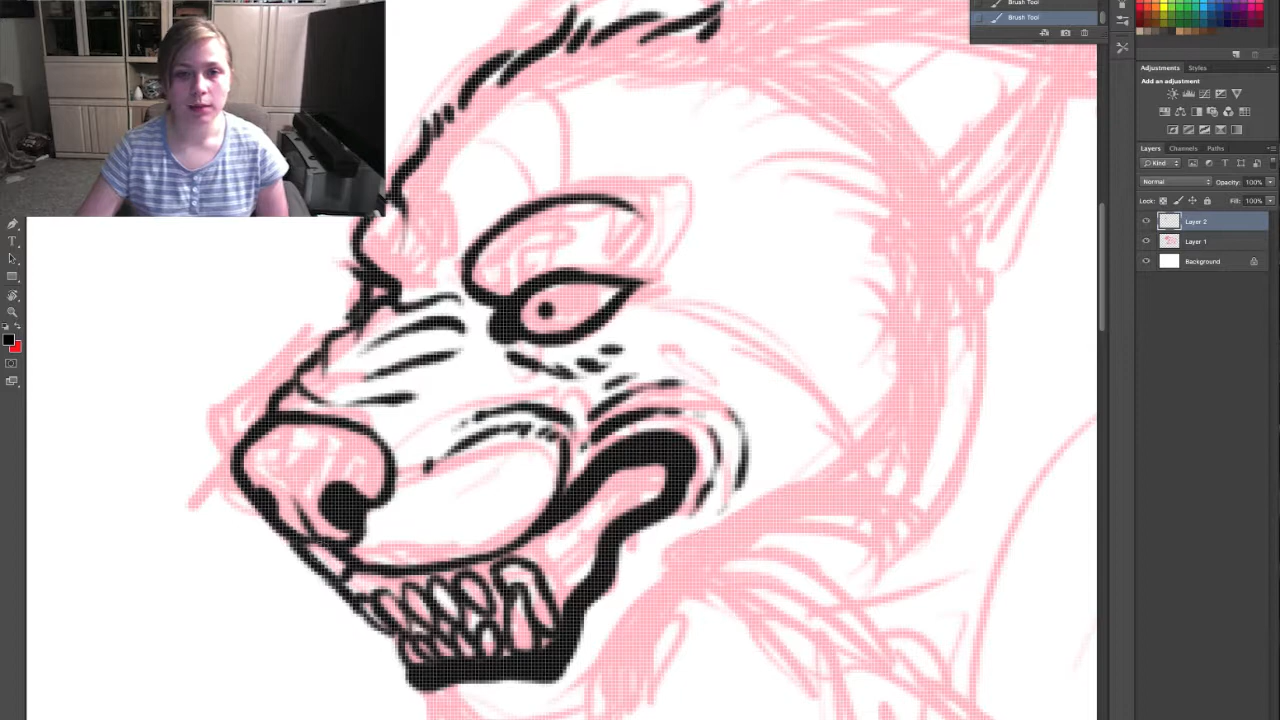 Brush Tool
Brush Tool
Adjustments Styles
Add an adjustment
Layers Channels Paths
Kind
Normal Opacity: 100%
Lock: Fill: 100%
Layer 2
Layer 1
Background